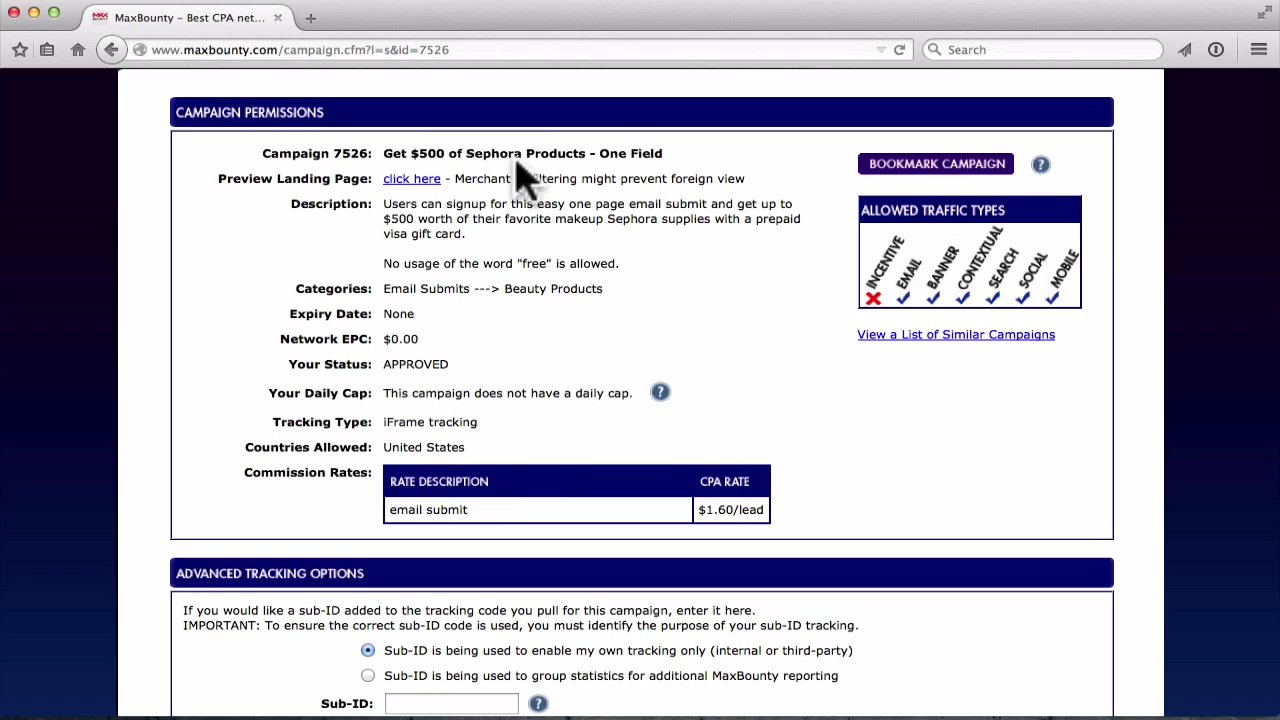 MaxBounty – Best CPA net...
www.maxbounty.com/campaign.cfm?l=s&id=7526
Search
CAMPAIGN PERMISSIONS
Campaign 7526: Get $500 of Sephora Products - One Field
BOOKMARK CAMPAIGN ?
Preview Landing Page: click here - Merchant filtering might prevent foreign view
Description: Users can signup for this easy one page email submit and get up to
$500 worth of their favorite makeup Sephora supplies with a prepaid
visa gift card.
No usage of the word "free" is allowed.
ALLOWED TRAFFIC TYPES
INCENTIVE EMAIL BANNER CONTEXTUAL SEARCH SOCIAL MOBILE
View a List of Similar Campaigns
Categories: Email Submits ---> Beauty Products
Expiry Date: None
Network EPC: $0.00
Your Status: APPROVED
Your Daily Cap: This campaign does not have a daily cap. ?
Tracking Type: iFrame tracking
Countries Allowed: United States
Commission Rates:
RATE DESCRIPTION CPA RATE
email submit $1.60/lead
ADVANCED TRACKING OPTIONS
If you would like a sub-ID added to the tracking code you pull for this campaign, enter it here.
IMPORTANT: To ensure the correct sub-ID code is used, you must identify the purpose of your sub-ID tracking.
Sub-ID is being used to enable my own tracking only (internal or third-party)
Sub-ID is being used to group statistics for additional MaxBounty reporting
Sub-ID: ?